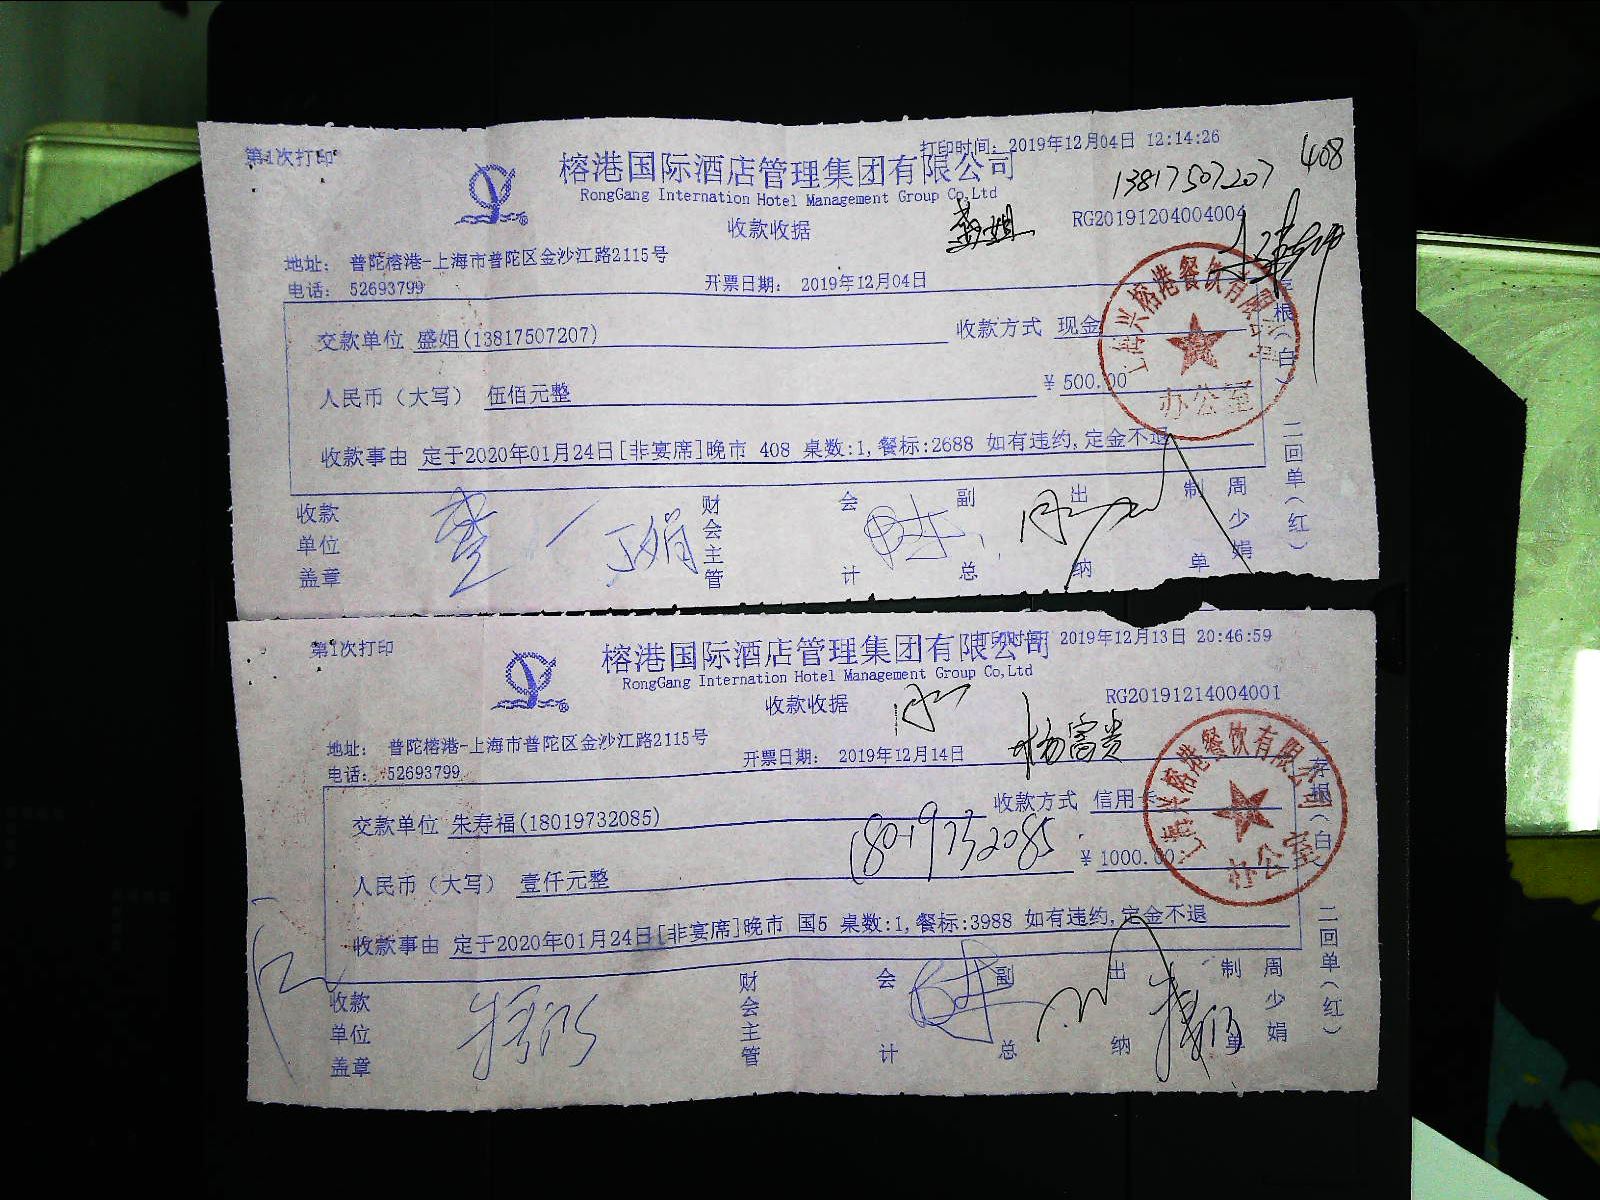 第1次打印
打印时间: 2019年12月04日 12:14:26
榕港国际酒店管理集团有限公司
RongGang Internation Hotel Management Group Co,Ltd
13817507207 408
收款收据
盛姐
RG20191204004004
地址: 普陀榕港-上海市普陀区金沙江路2115号
电话: 52693799
开票日期: 2019年12月04日
交款单位 盛姐(13817507207)
收款方式 现金
人民币(大写) 伍佰元整
¥ 500.00
收款事由 定于2020年01月24日[非宴席]晚市 408 桌数:1,餐标:2688 如有违约,定金不退
收款单位盖章
财会主管
会计
副总
出纳
制单
周少娟
存根(白)
二回单(红)
兴榕港餐饮有限公司
办公室
第1次打印
打印时间: 2019年12月13日 20:46:59
榕港国际酒店管理集团有限公司
RongGang Internation Hotel Management Group Co,Ltd
收款收据
RG20191214004001
杨富贵
地址: 普陀榕港-上海市普陀区金沙江路2115号
电话: 52693799
开票日期: 2019年12月14日
交款单位 朱寿福(18019732085)
收款方式 信用卡
18019732085
人民币(大写) 壹仟元整
¥ 1000.00
收款事由 定于2020年01月24日[非宴席]晚市 国5 桌数:1,餐标:3988 如有违约,定金不退
收款单位盖章
财会主管
会计
副总
出纳
制单
周少娟
一存根(白)
二回单(红)
上海兴榕港餐饮有限公司
办公室